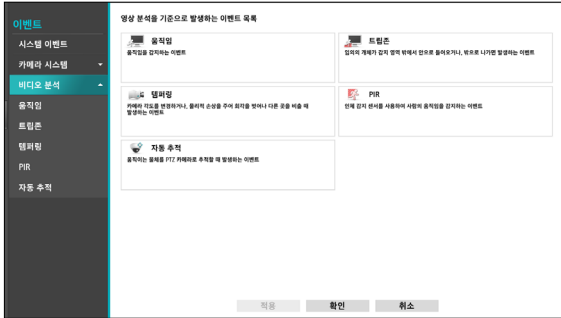 이벤트
시스템 이벤트
카메라 시스템
비디오 분석
움직임
트립존
템퍼링
PIR
자동 추적
영상 분석을 기준으로 발생하는 이벤트 목록
움직임
움직임을 감지하는 이벤트
트립존
임의의 개체가 감지 영역 밖에서 안으로 들어오거나, 밖으로 나가면 발생하는 이벤트
템퍼링
카메라 각도를 변경하거나, 물리적 손상을 주어 화각을 벗어나 다른 곳을 비출 때
발생하는 이벤트
PIR
인체 감지 센서를 사용하여 사람의 움직임을 감지하는 이벤트
자동 추적
움직이는 물체를 PTZ 카메라로 추적할 때 발생하는 이벤트
적용
확인
취소